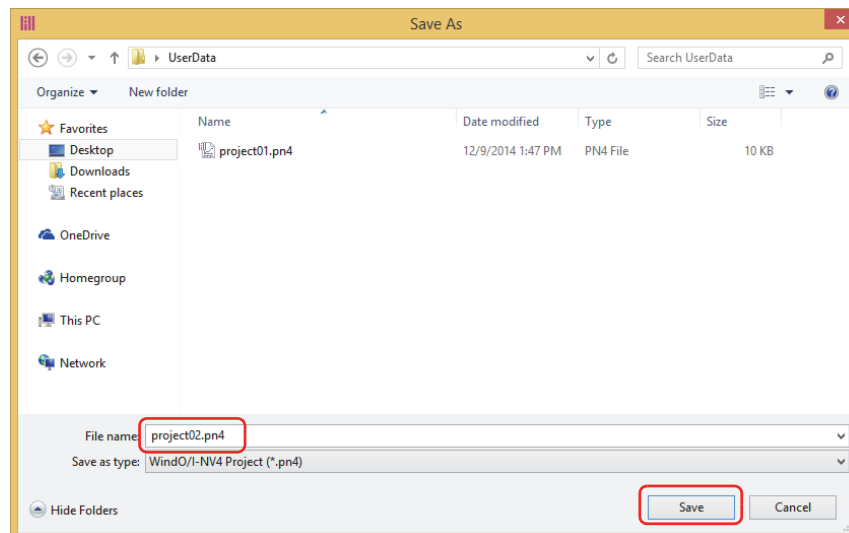 Save As
UserData
Search UserData
Organize New folder
Name Date modified Type Size
Favorites
Desktop
Downloads
Recent places
project01.pn4 12/9/2014 1:47 PM PN4 File 10 KB
OneDrive
Homegroup
This PC
Network
File name: project02.pn4
Save as type: WindO/I-NV4 Project (*.pn4)
Hide Folders
Save Cancel